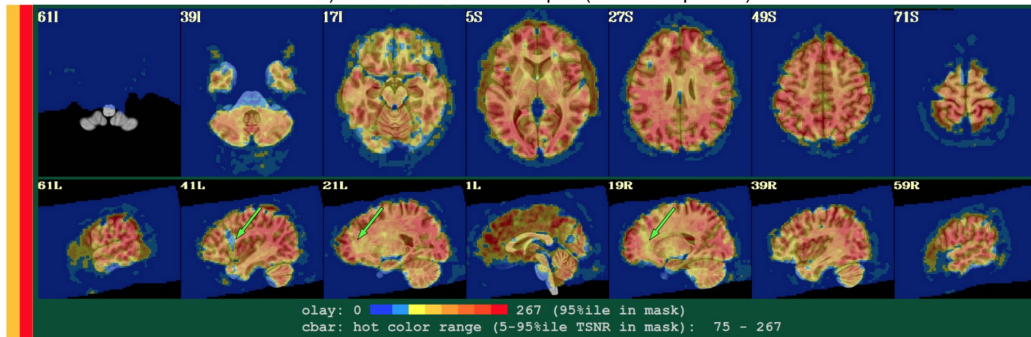 61I 39I 17I 5S 27S 49S 71S
61L 41L 21L 1L 19R 39R 59R
olay: 0 267 (95%ile in mask)
cbar: hot color range (5-95%ile TSNR in mask): 75 - 267